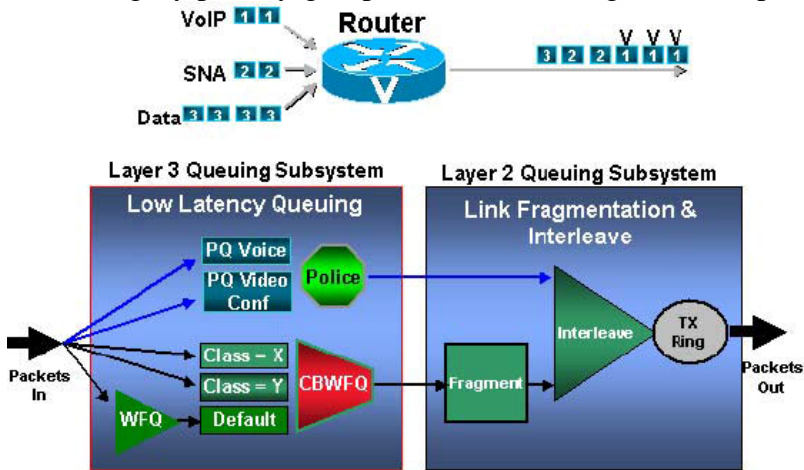 VoIP 1 1
Router
V V V
3 2 2 1 1 1
SNA 2 2
V
Data 3 3 3 3
Layer 3 Queuing Subsystem
Layer 2 Queuing Subsystem
Low Latency Queuing
Link Fragmentation &
Interleave
PQ Voice
PQ Video
Conf
Police
Packets
In
Class - X
Class = Y
CBWFQ
WFQ
Default
Fragment
Interleave
TX
Ring
Packets
Out